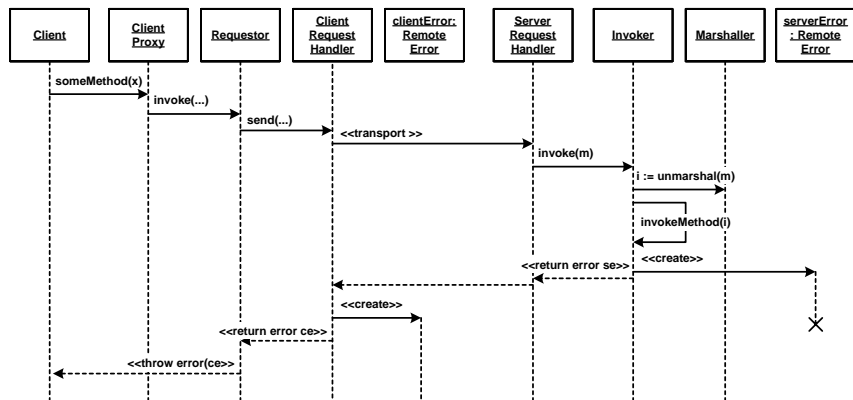 Client
Client
Proxy
Requestor
Client
Request
Handler
clientError:
Remote
Error
Server
Request
Handler
Invoker
Marshaller
serverError
: Remote
Error
someMethod(x)
invoke(...)
send(...)
<<transport >>
invoke(m)
i := unmarshal(m)
invokeMethod(i)
<<create>>
<<return error se>>
<<create>>
<<return error ce>>
<<throw error(ce>>